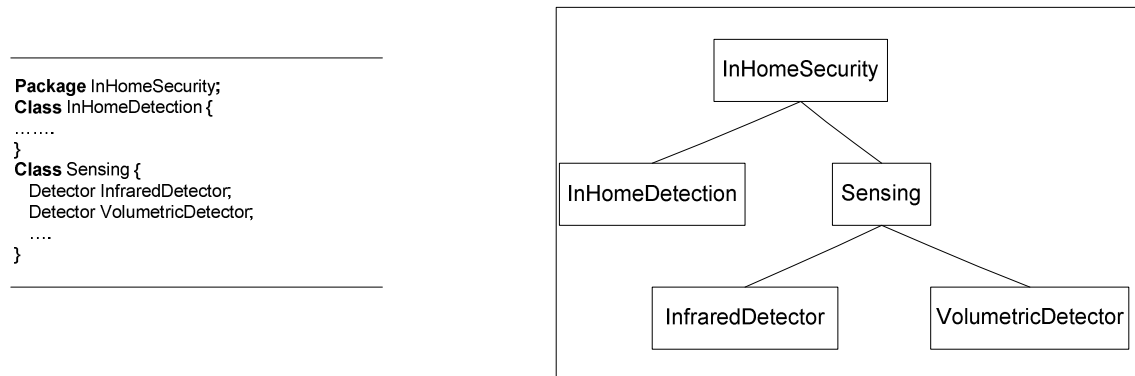 Package InHomeSecurity;
Class InHomeDetection {
…….
}
Class Sensing {
Detector InfraredDetector;
Detector VolumetricDetector;
….
}
InHomeSecurity
InHomeDetection
Sensing
InfraredDetector
VolumetricDetector